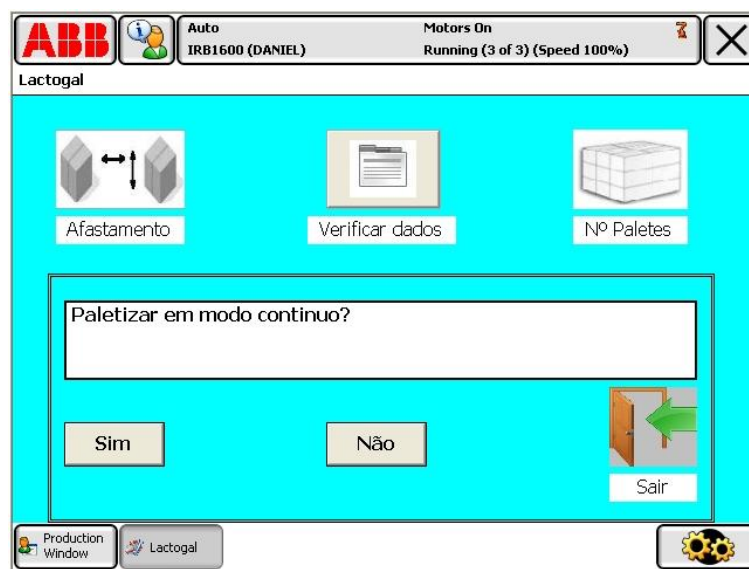 ABB
Auto
IRB1600 (DANIEL)
Motors On
Running (3 of 3) (Speed 100%)
Lactogal
Afastamento
Verificar dados
Nº Paletes
Paletizar em modo continuo?
Sim
Não
Sair
Production
Window
Lactogal